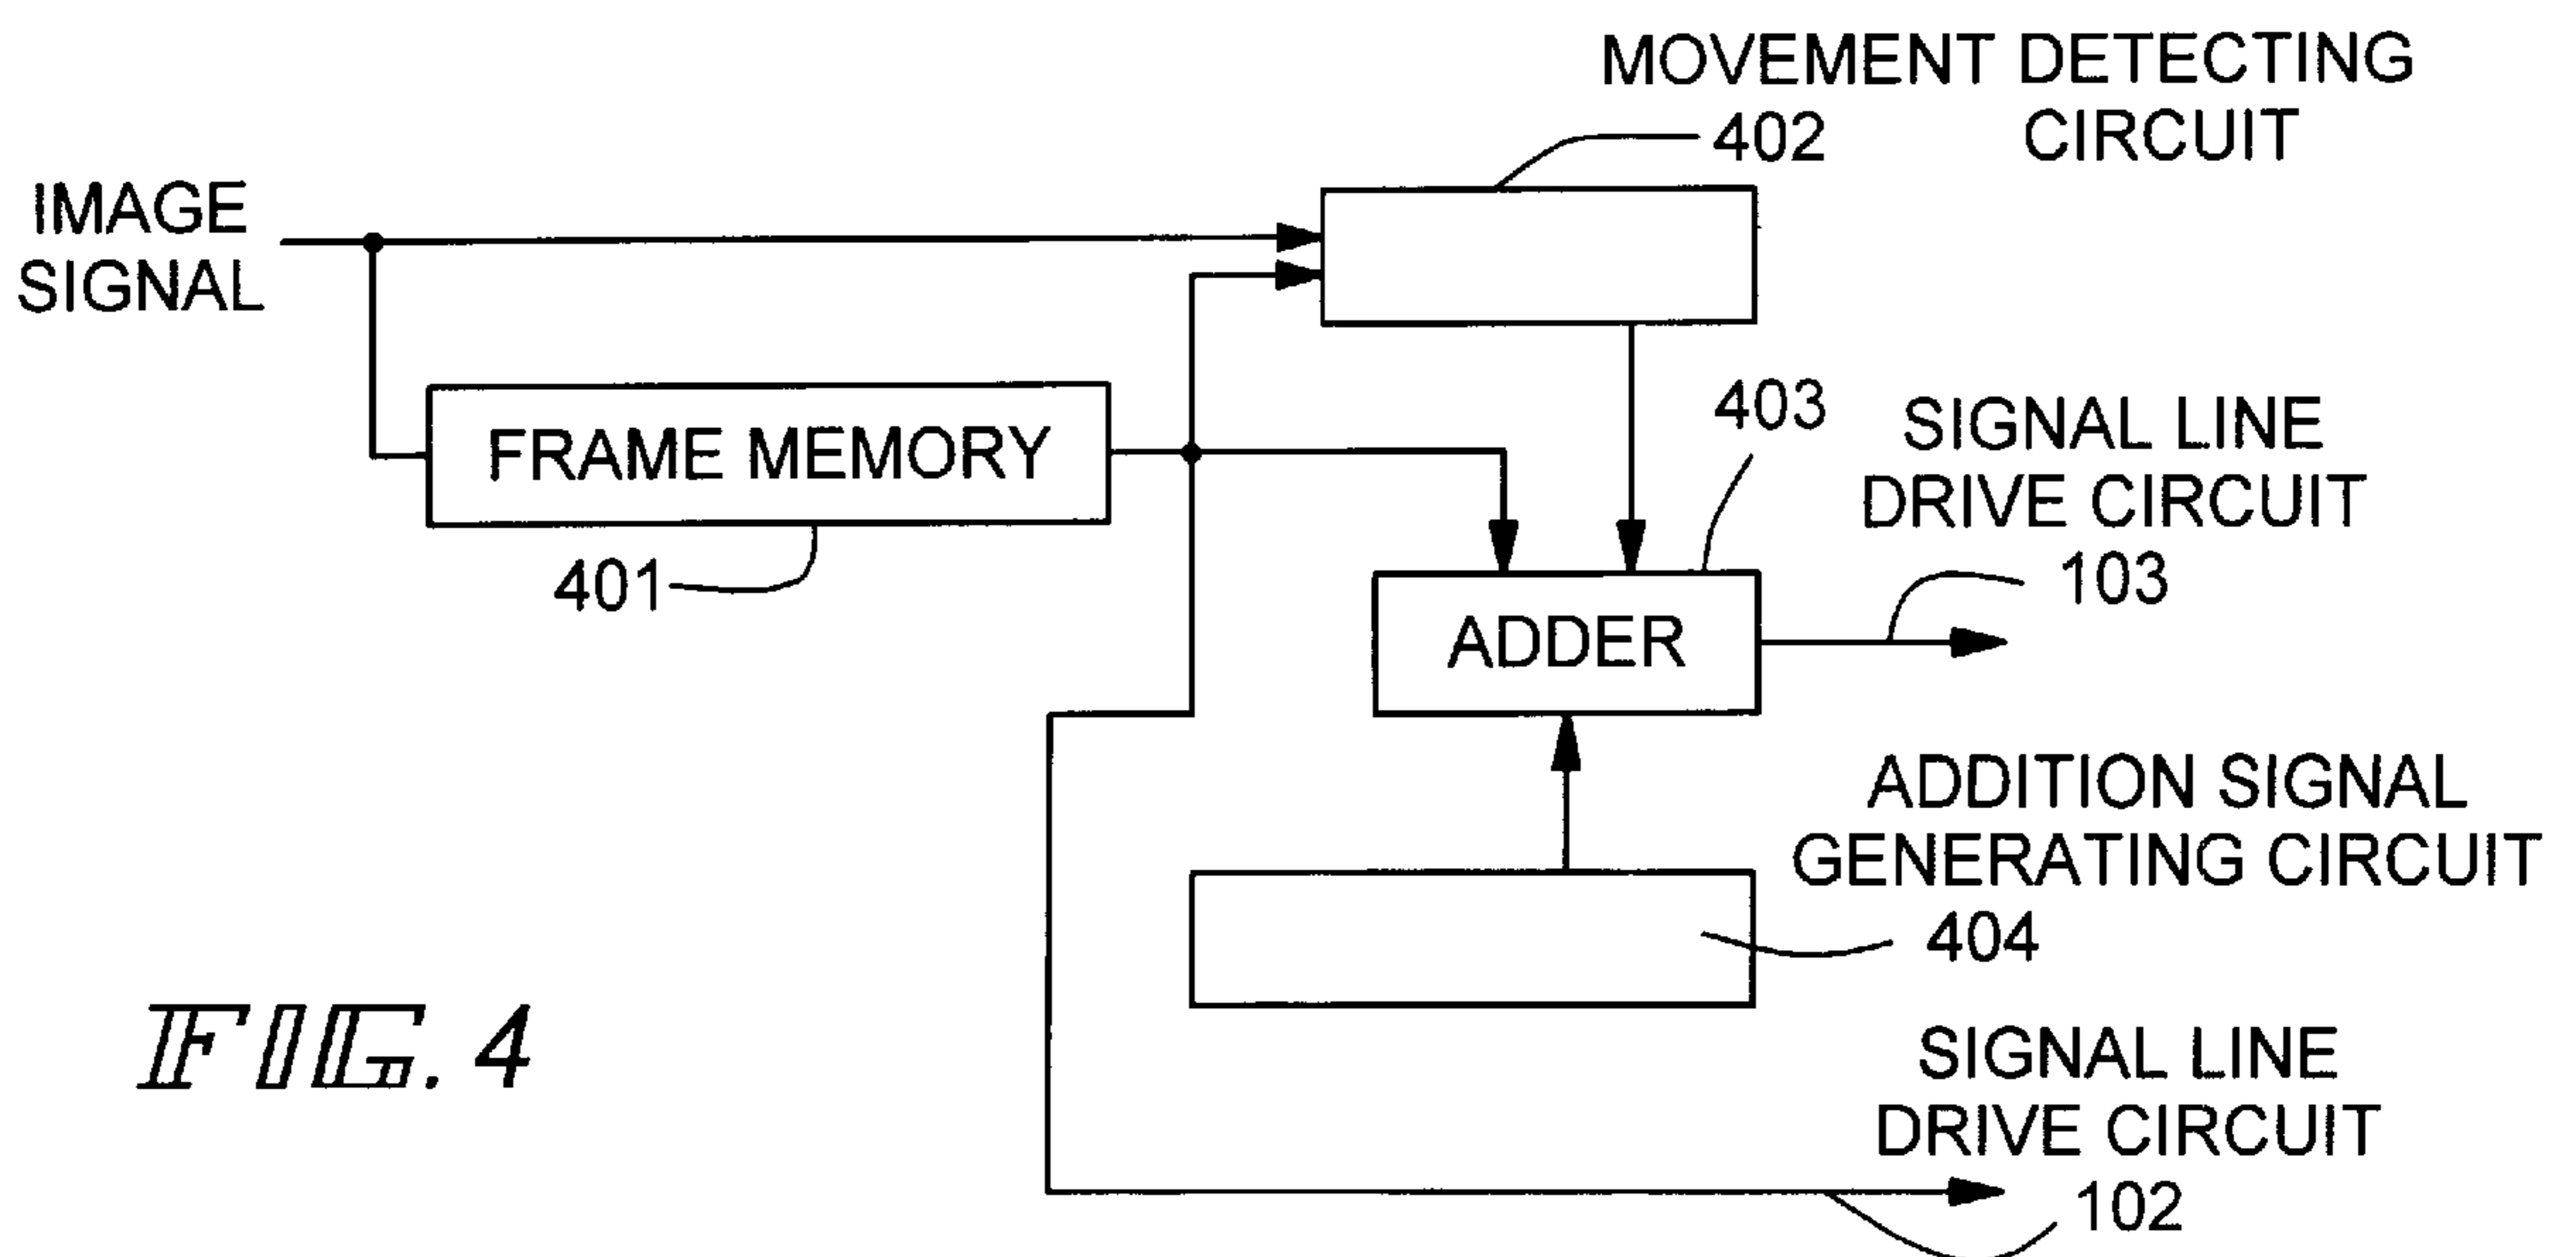 MOVEMENT DETECTING
CIRCUIT
402
IMAGE
SIGNAL
FRAME MEMORY
401
403
SIGNAL LINE
DRIVE CIRCUIT
103
ADDER
ADDITION SIGNAL
GENERATING CIRCUIT
404
SIGNAL LINE
DRIVE CIRCUIT
102
FIG. 4